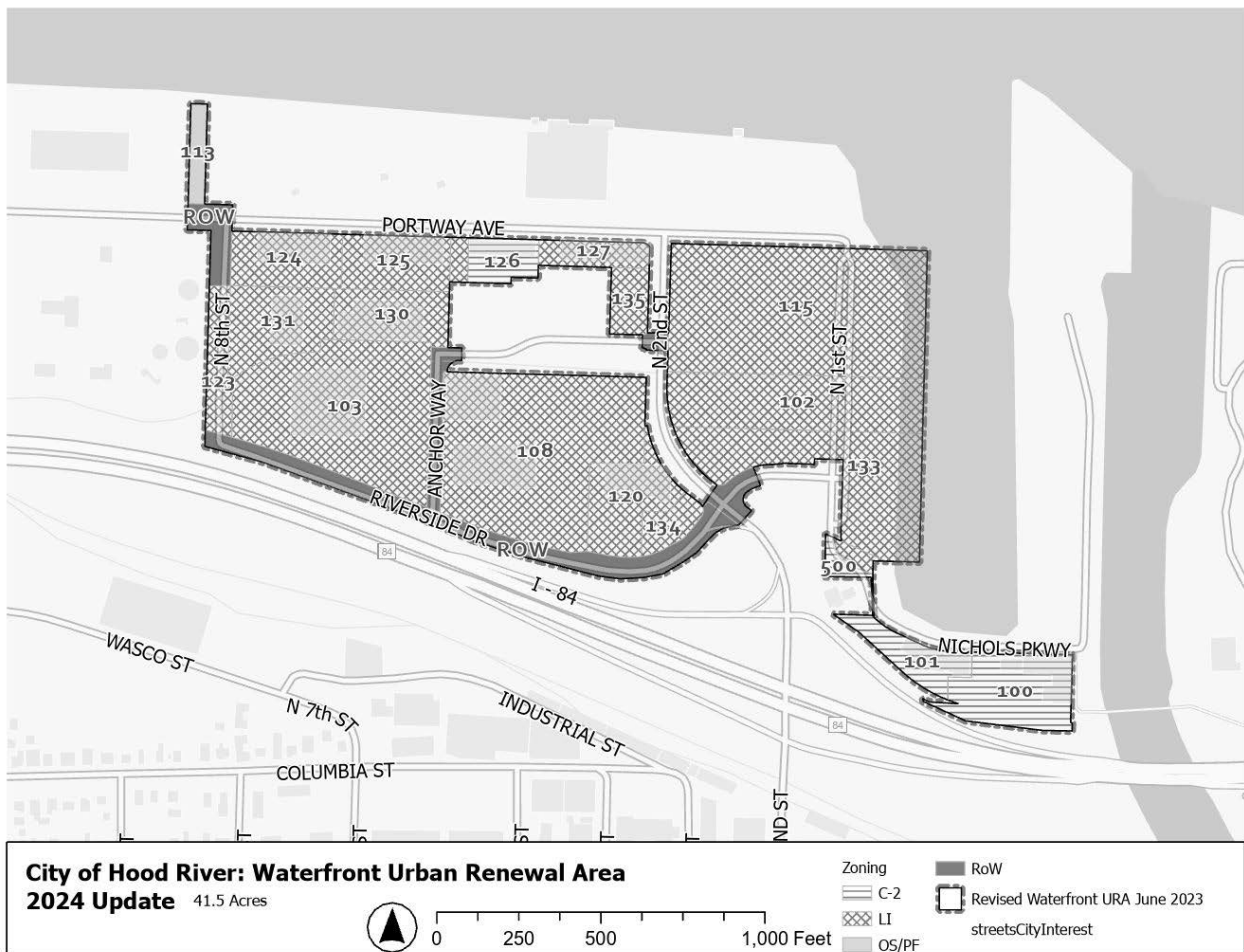 113
ROW
PORTWAY AVE
124
125
126
127
135
N 2nd ST
115
N 1st ST
131
130
N 8th ST
123
103
ANCHOR WAY
108
102
133
120
134
RIVERSIDE DR
ROW
84
I - 84
500
NICHOLS PKWY
101
100
84
WASCO ST
N 7th ST
INDUSTRIAL ST
COLUMBIA ST
ND ST
T
T
ST
ST
T
T
City of Hood River: Waterfront Urban Renewal Area
2024 Update 41.5 Acres
0 250 500 1,000 Feet
Zoning
C-2
LI
OS/PF
RoW
Revised Waterfront URA June 2023
streetsCityInterest